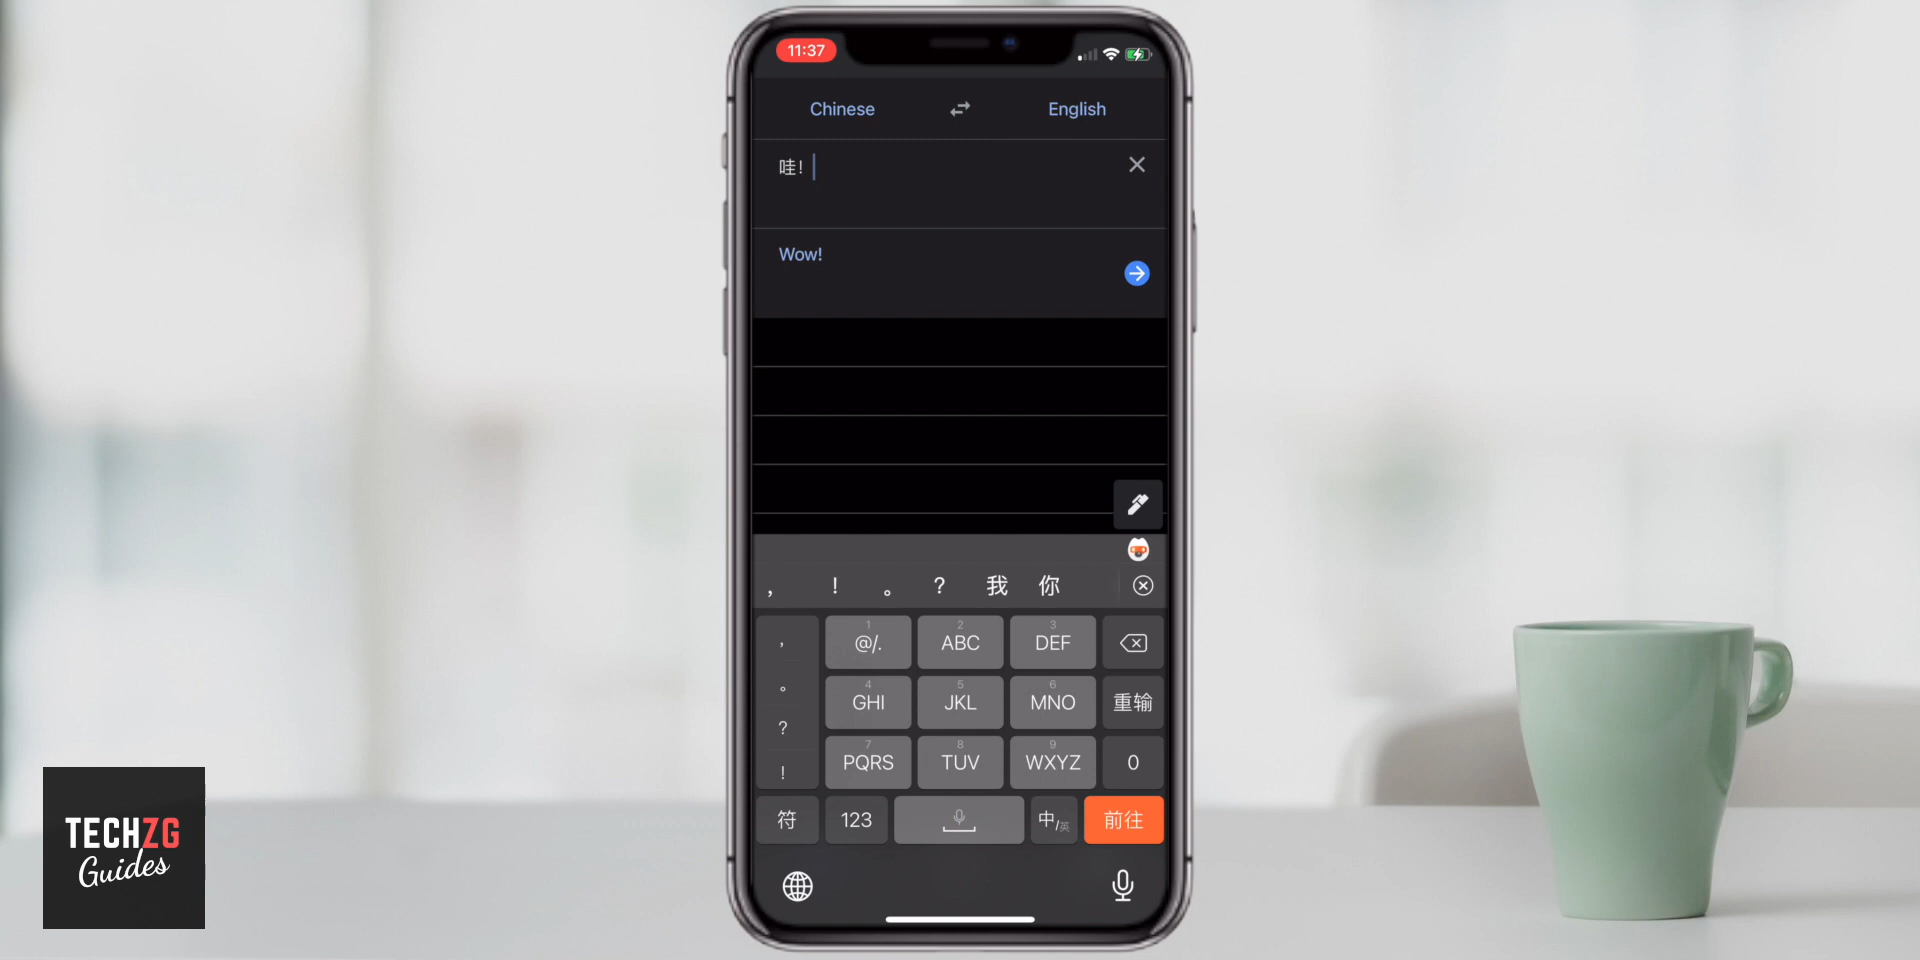 11:37
Chinese English
哇!
Wow!
， ！ 。 ？ 我 你
， 1 @/. 2 ABC 3 DEF
。 4 GHI 5 JKL 6 MNO 重输
？ 7 PQRS 8 TUV 9 WXYZ 0
！
符 123 中/英 前往
TECHZG
Guides